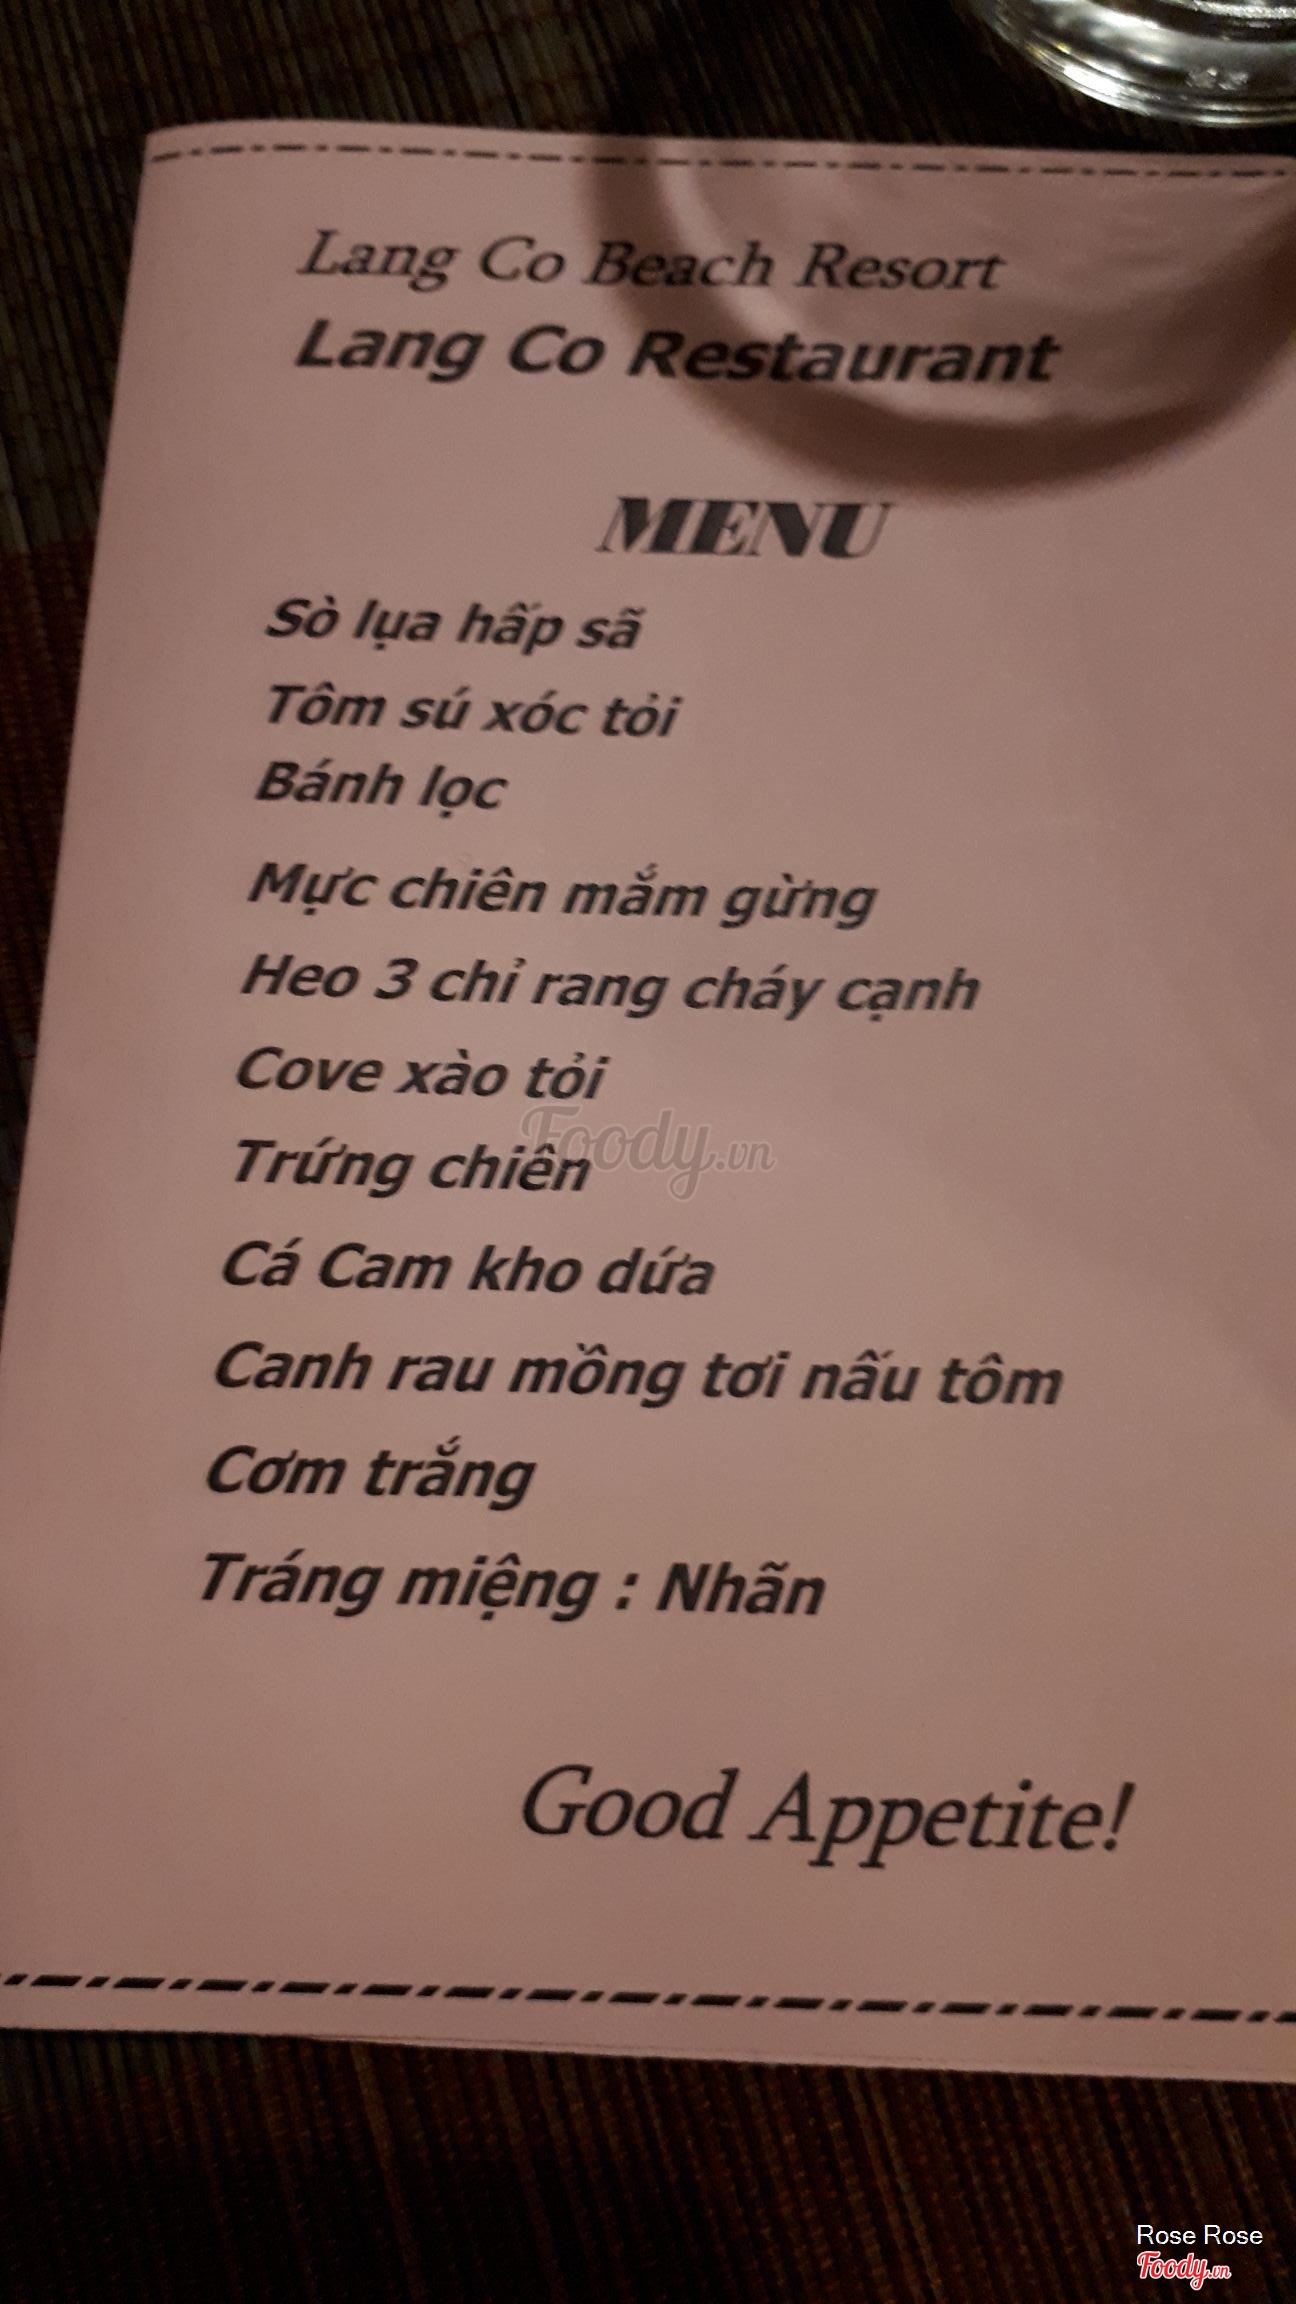 Lang Co Beach Resort
Lang Co Restaurant
MENU
Sò lụa hấp sã
Tôm sú xóc tỏi
Bánh lọc
Mực chiên mắm gừng
Heo 3 chỉ rang cháy cạnh
Cove xào tỏi
Trứng chiên
Cá Cam kho dứa
Canh rau mồng tơi nấu tôm
Cơm trắng
Tráng miệng : Nhãn
Good Appetite!
Foody.vn
Rose Rose
Foody.vn